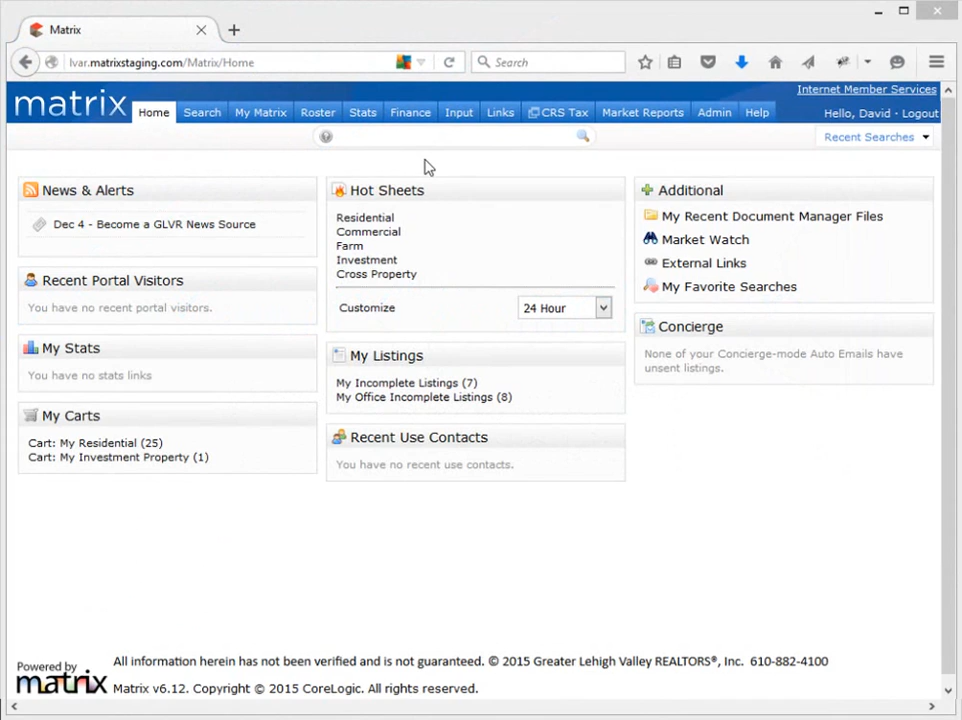 Matrix
lvar.matrixstaging.com/Matrix/Home
Search
Internet Member Services
matrix
Home Search My Matrix Roster Stats Finance Input Links CRS Tax Market Reports Admin Help
Hello, David · Logout
Recent Searches
News & Alerts
Dec 4 - Become a GLVR News Source
Recent Portal Visitors
You have no recent portal visitors.
My Stats
You have no stats links
My Carts
Cart: My Residential (25)
Cart: My Investment Property (1)
Hot Sheets
Residential
Commercial
Farm
Investment
Cross Property
Customize 24 Hour
My Listings
My Incomplete Listings (7)
My Office Incomplete Listings (8)
Recent Use Contacts
You have no recent use contacts.
Additional
My Recent Document Manager Files
Market Watch
External Links
My Favorite Searches
Concierge
None of your Concierge-mode Auto Emails have
unsent listings.
Powered by
matrix
All information herein has not been verified and is not guaranteed. © 2015 Greater Lehigh Valley REALTORS®, Inc. 610-882-4100
Matrix v6.12. Copyright © 2015 CoreLogic. All rights reserved.